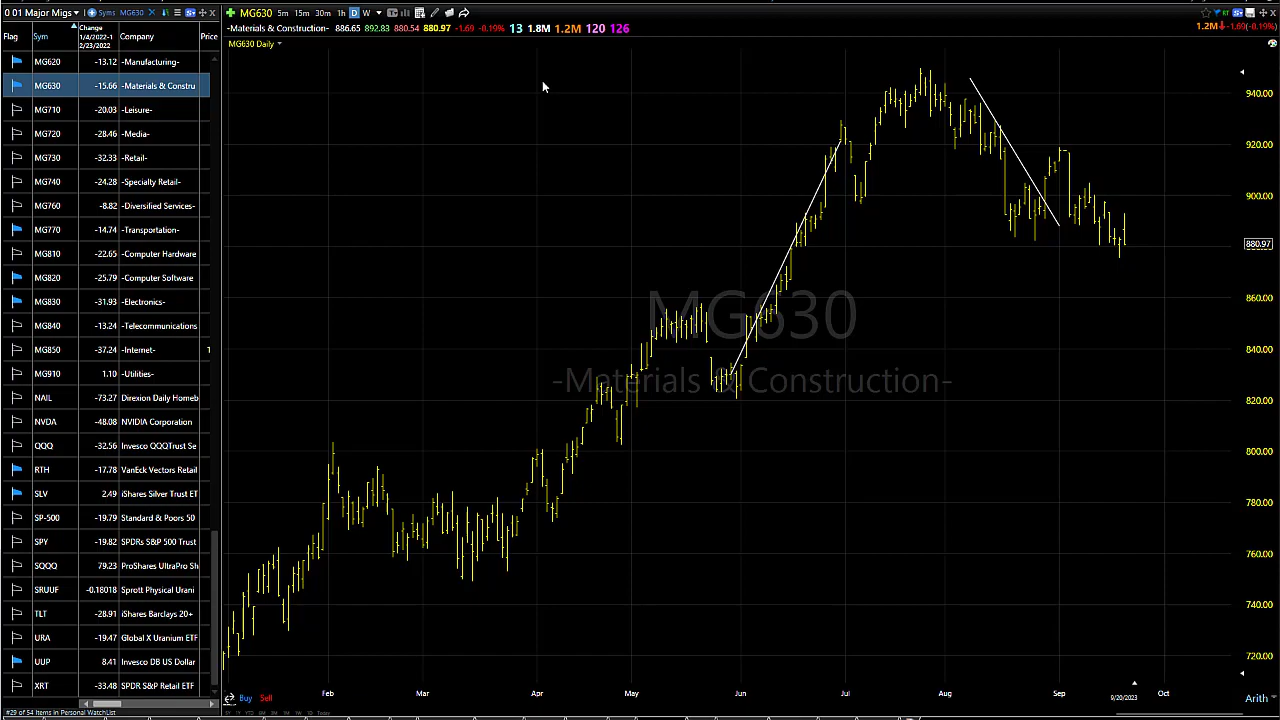 0 01 Major Migs
Syms MG630
Flag Sym Change 1/4/2022-1 2/23/2022 Company Price
MG620 -13.12 -Manufacturing-
MG630 -15.66 -Materials & Constru
MG710 -20.03 -Leisure-
MG720 -28.46 -Media-
MG730 -32.33 -Retail-
MG740 -24.28 -Specialty Retail-
MG760 -8.82 -Diversified Services-
MG770 -14.74 -Transportation-
MG810 -22.65 -Computer Hardware
MG820 -25.79 -Computer Software
MG830 -31.93 -Electronics-
MG840 -13.24 -Telecommunications
MG850 -37.24 -Internet- 1
MG910 1.10 -Utilities-
NAIL -73.27 Direxion Daily Homeb
NVDA -48.08 NVIDIA Corporation
QQQ -32.56 Invesco QQQTrust Se
RTH -17.78 VanEck Vectors Retail
SLV 2.49 iShares Silver Trust ET
SP-500 -19.79 Standard & Poors 50
SPY -19.82 SPDRs S&P 500 Trust
SQQQ 79.23 ProShares UltraPro Sh
SRUUF -0.18018 Sprott Physical Urani
TLT -28.91 iShares Barclays 20+
URA -19.47 Global X Uranium ETF
UUP 8.41 Invesco DB US Dollar
XRT -33.48 SPDR S&P Retail ETF
#29 of 54 items in Personal WatchList
MG630 5m 15m 30m 1h D W
-Materials & Construction- 886.65 892.83 880.54 880.97 -1.69 -0.19% 13 1.8M 1.2M 120 126
1.2M -1.69(-0.19%)
MG630 Daily
MG630
-Materials & Construction-
940.00
920.00
900.00
880.97
860.00
840.00
820.00
800.00
780.00
760.00
740.00
720.00
Buy Sell
Feb Mar Apr May Jun Jul Aug Sep 9/20/2023 Oct
Arith